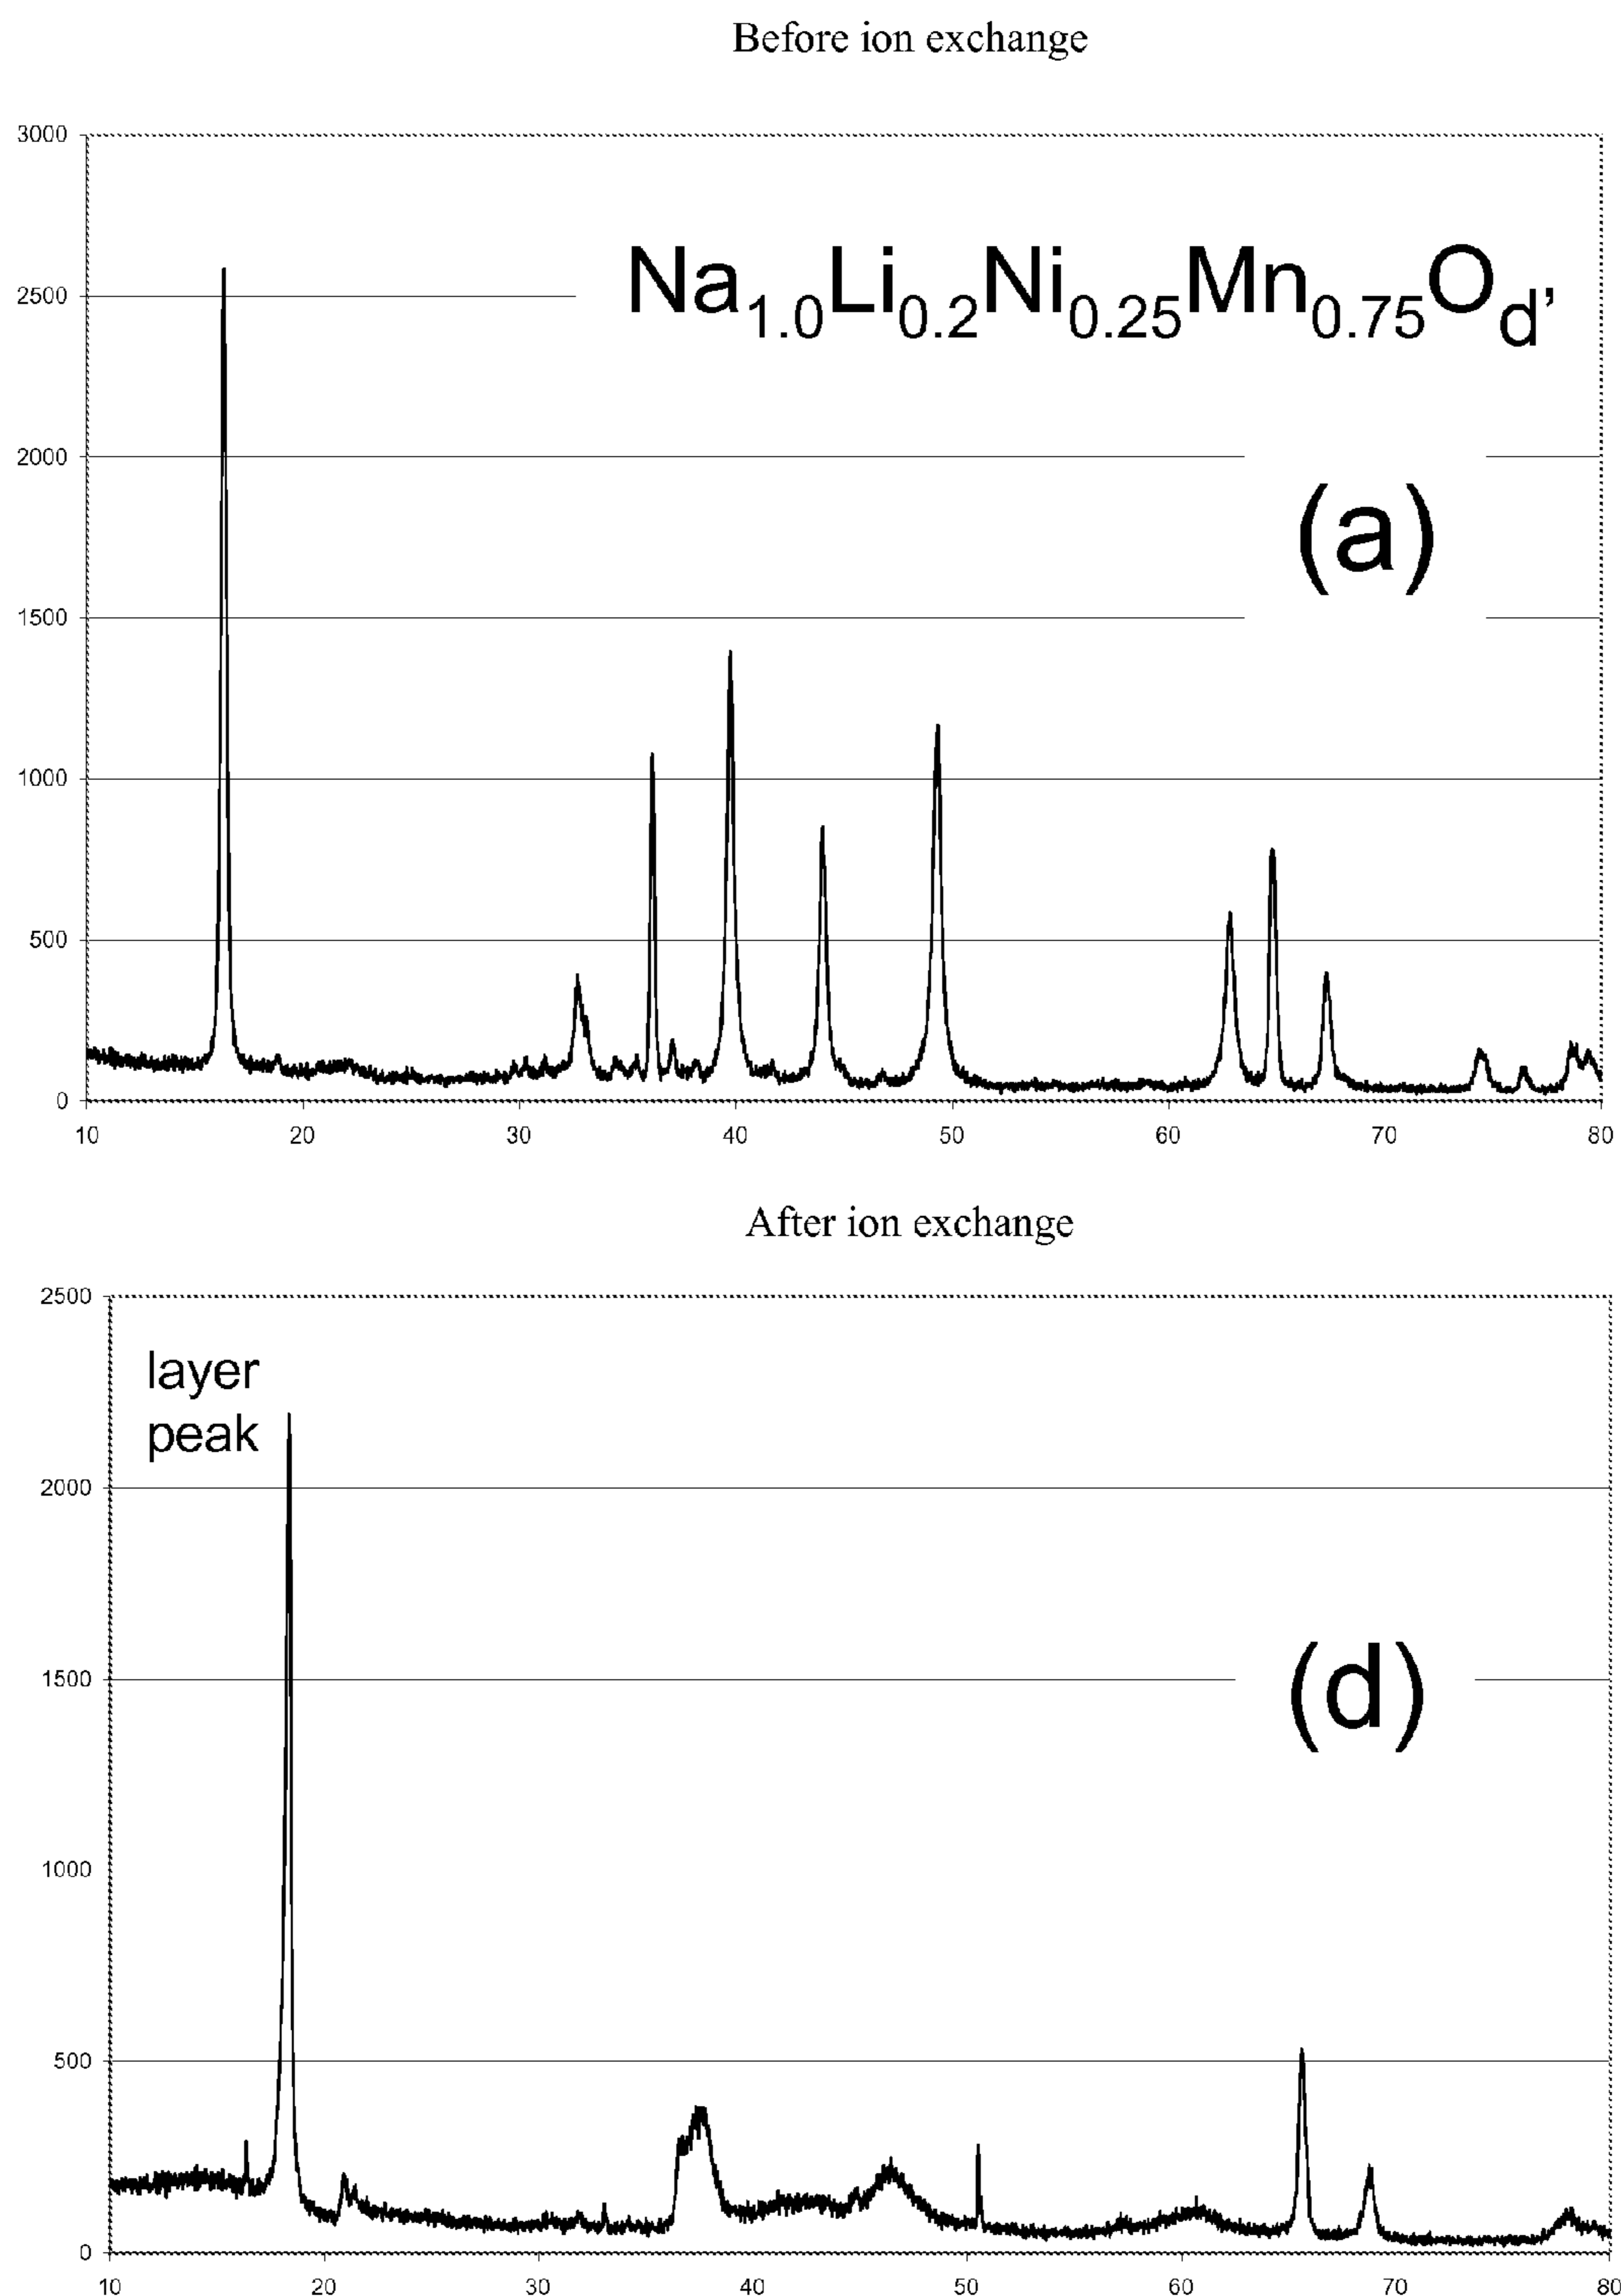 Before ion exchange
3000
2500
2000
1500
1000
500
0
Na1.0Li0.2Ni0.25Mn0.75Od'
(a)
10 20 30 40 50 60 70 80
After ion exchange
2500
2000
1500
1000
500
0
layer
peak
(d)
10 20 30 40 50 60 70 80